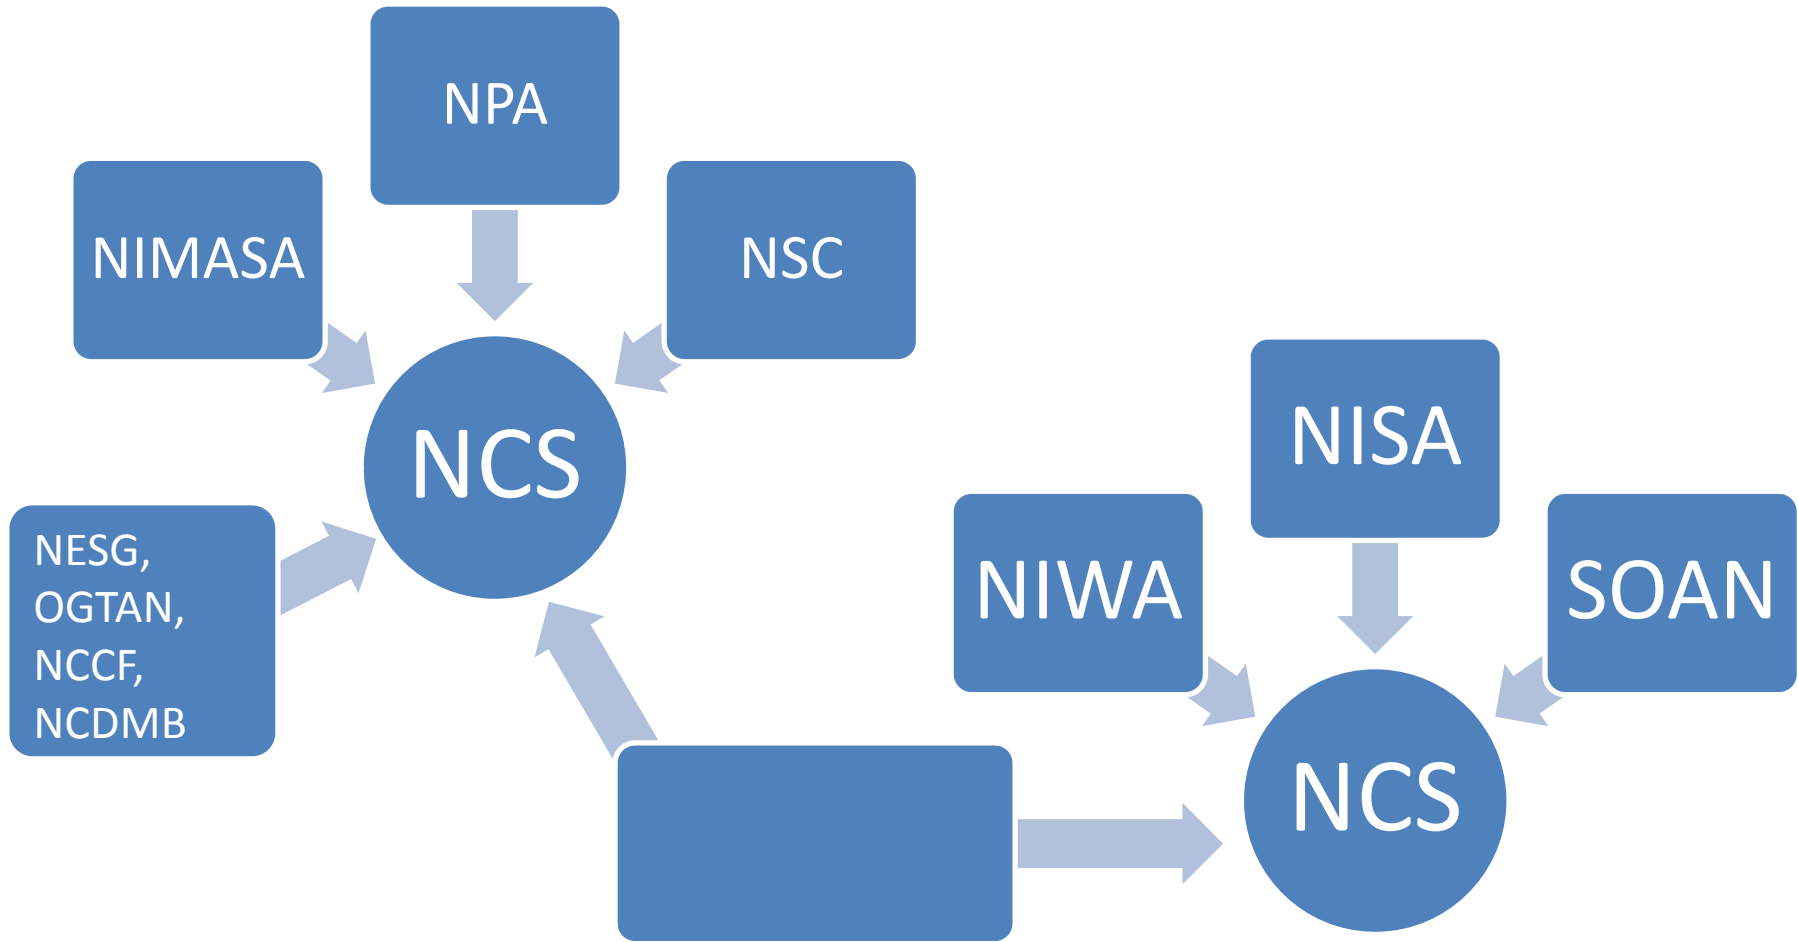 NPA
NIMASA
NSC
NCS
NESG,
OGTAN,
NCCF,
NCDMB
NISA
NIWA
SOAN
NCS